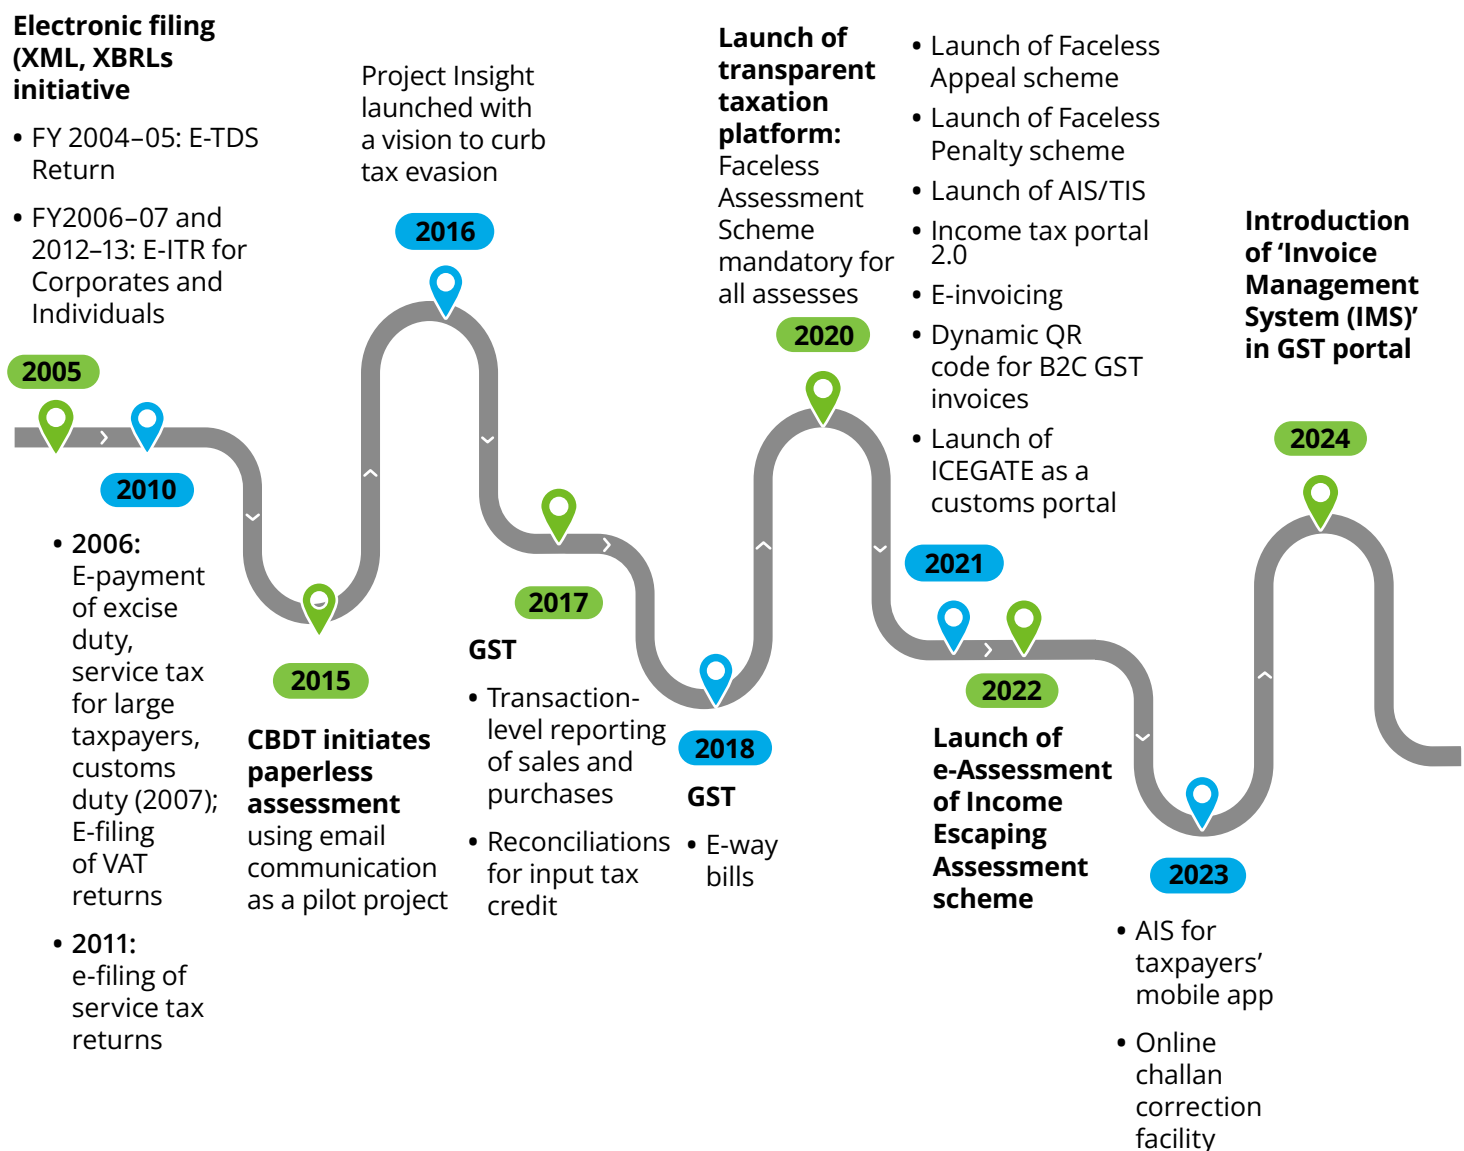 Electronic filing
(XML, XBRLs
initiative
• FY 2004–05: E-TDS
Return
• FY2006–07 and
2012–13: E-ITR for
Corporates and
Individuals
2005
2010
• 2006:
E-payment
of excise
duty,
service tax
for large
taxpayers,
customs
duty (2007);
E-filing
of VAT
returns
• 2011:
e-filing of
service tax
returns
2015
CBDT initiates
paperless
assessment
using email
communication
as a pilot project
Project Insight
launched with
a vision to curb
tax evasion
2016
2017
GST
• Transaction-
level reporting
of sales and
purchases
• Reconciliations
for input tax
credit
2018
GST
• E-way
bills
Launch of
transparent
taxation
platform:
Faceless
Assessment
Scheme
mandatory for
all assesses
2020
• Launch of Faceless
Appeal scheme
• Launch of Faceless
Penalty scheme
• Launch of AIS/TIS
• Income tax portal
2.0
• E-invoicing
• Dynamic QR
code for B2C GST
invoices
• Launch of
ICEGATE as a
customs portal
2021
2022
Launch of
e-Assessment
of Income
Escaping
Assessment
scheme
2023
• AIS for
taxpayers’
mobile app
• Online
challan
correction
facility
Introduction
of ‘Invoice
Management
System (IMS)’
in GST portal
2024